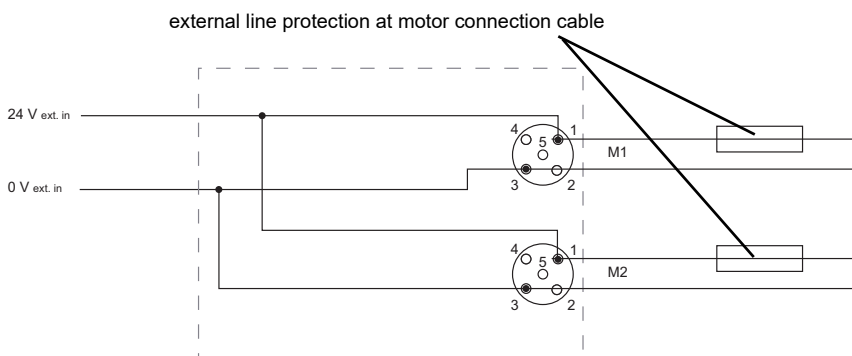 external line protection at motor connection cable
24 V ext. in
4 1
5
M1
0 V ext. in
3 2
4 1
5
M2
3 2